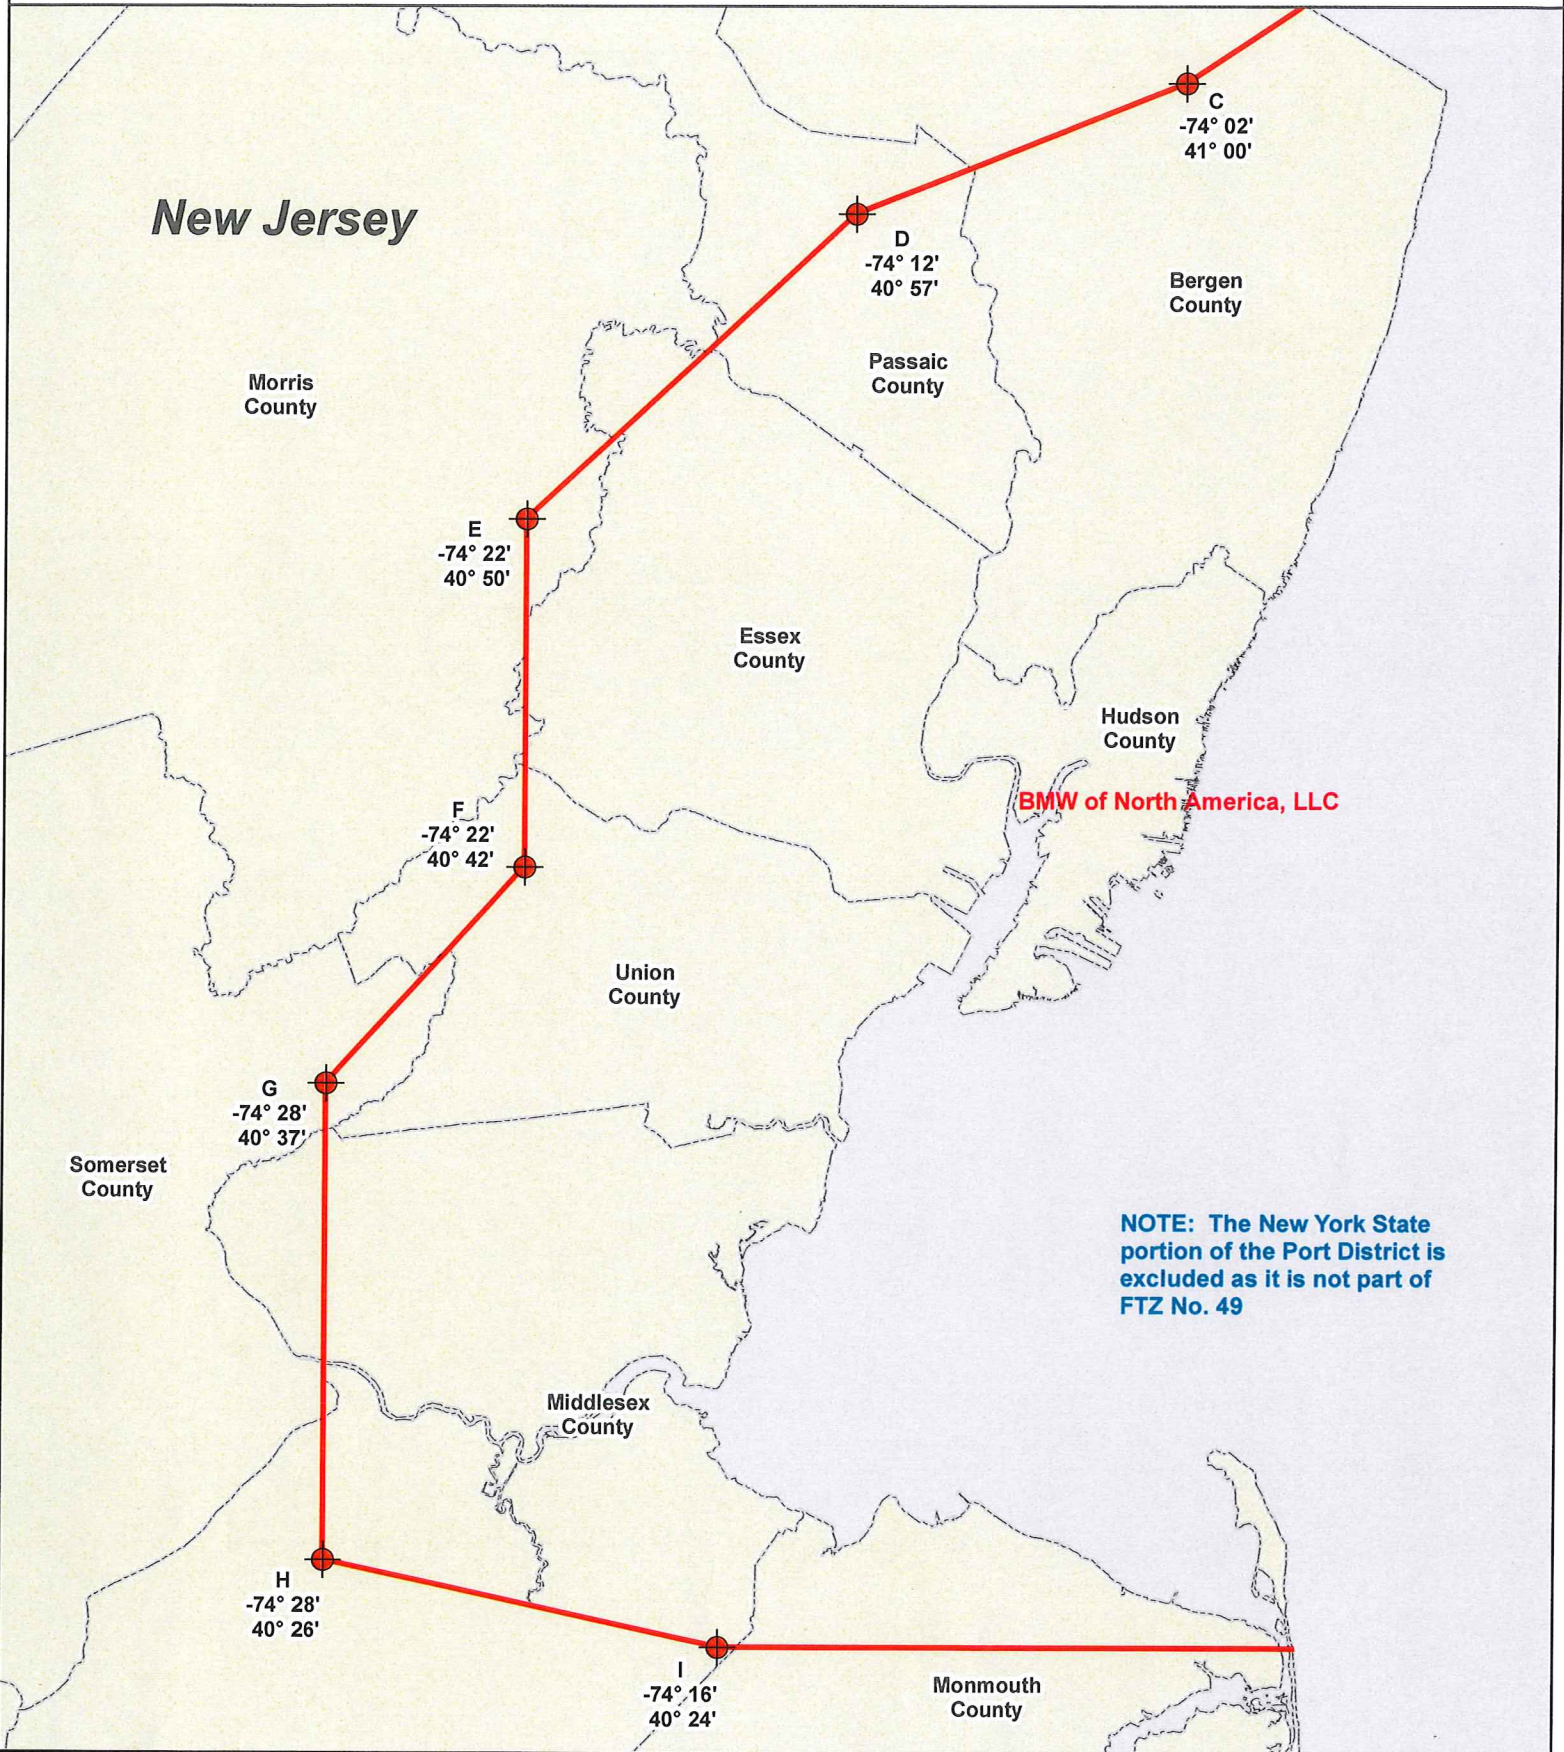 C
-74° 02'
41° 00'
New Jersey
D
-74° 12'
40° 57'
Bergen
County
Passaic
County
Morris
County
E
-74° 22'
40° 50'
Essex
County
Hudson
County
BMW of North America, LLC
F
-74° 22'
40° 42'
Union
County
G
-74° 28'
40° 37'
Somerset
County
NOTE:  The New York State
portion of the Port District is
excluded as it is not part of
FTZ No. 49
Middlesex
County
H
-74° 28'
40° 26'
I
-74° 16'
40° 24'
Monmouth
County